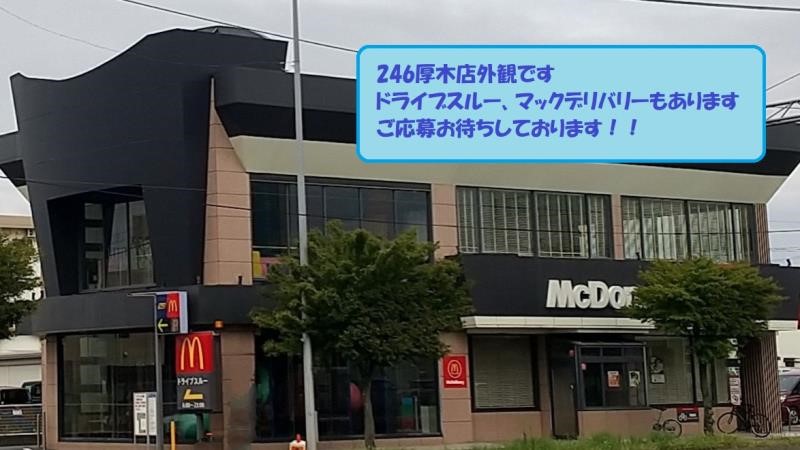 246厚木店外観です
ドライブスルー、マックデリバリーもあります
ご応募お待ちしております！！
McDon
ドライブスルー
McDelivery